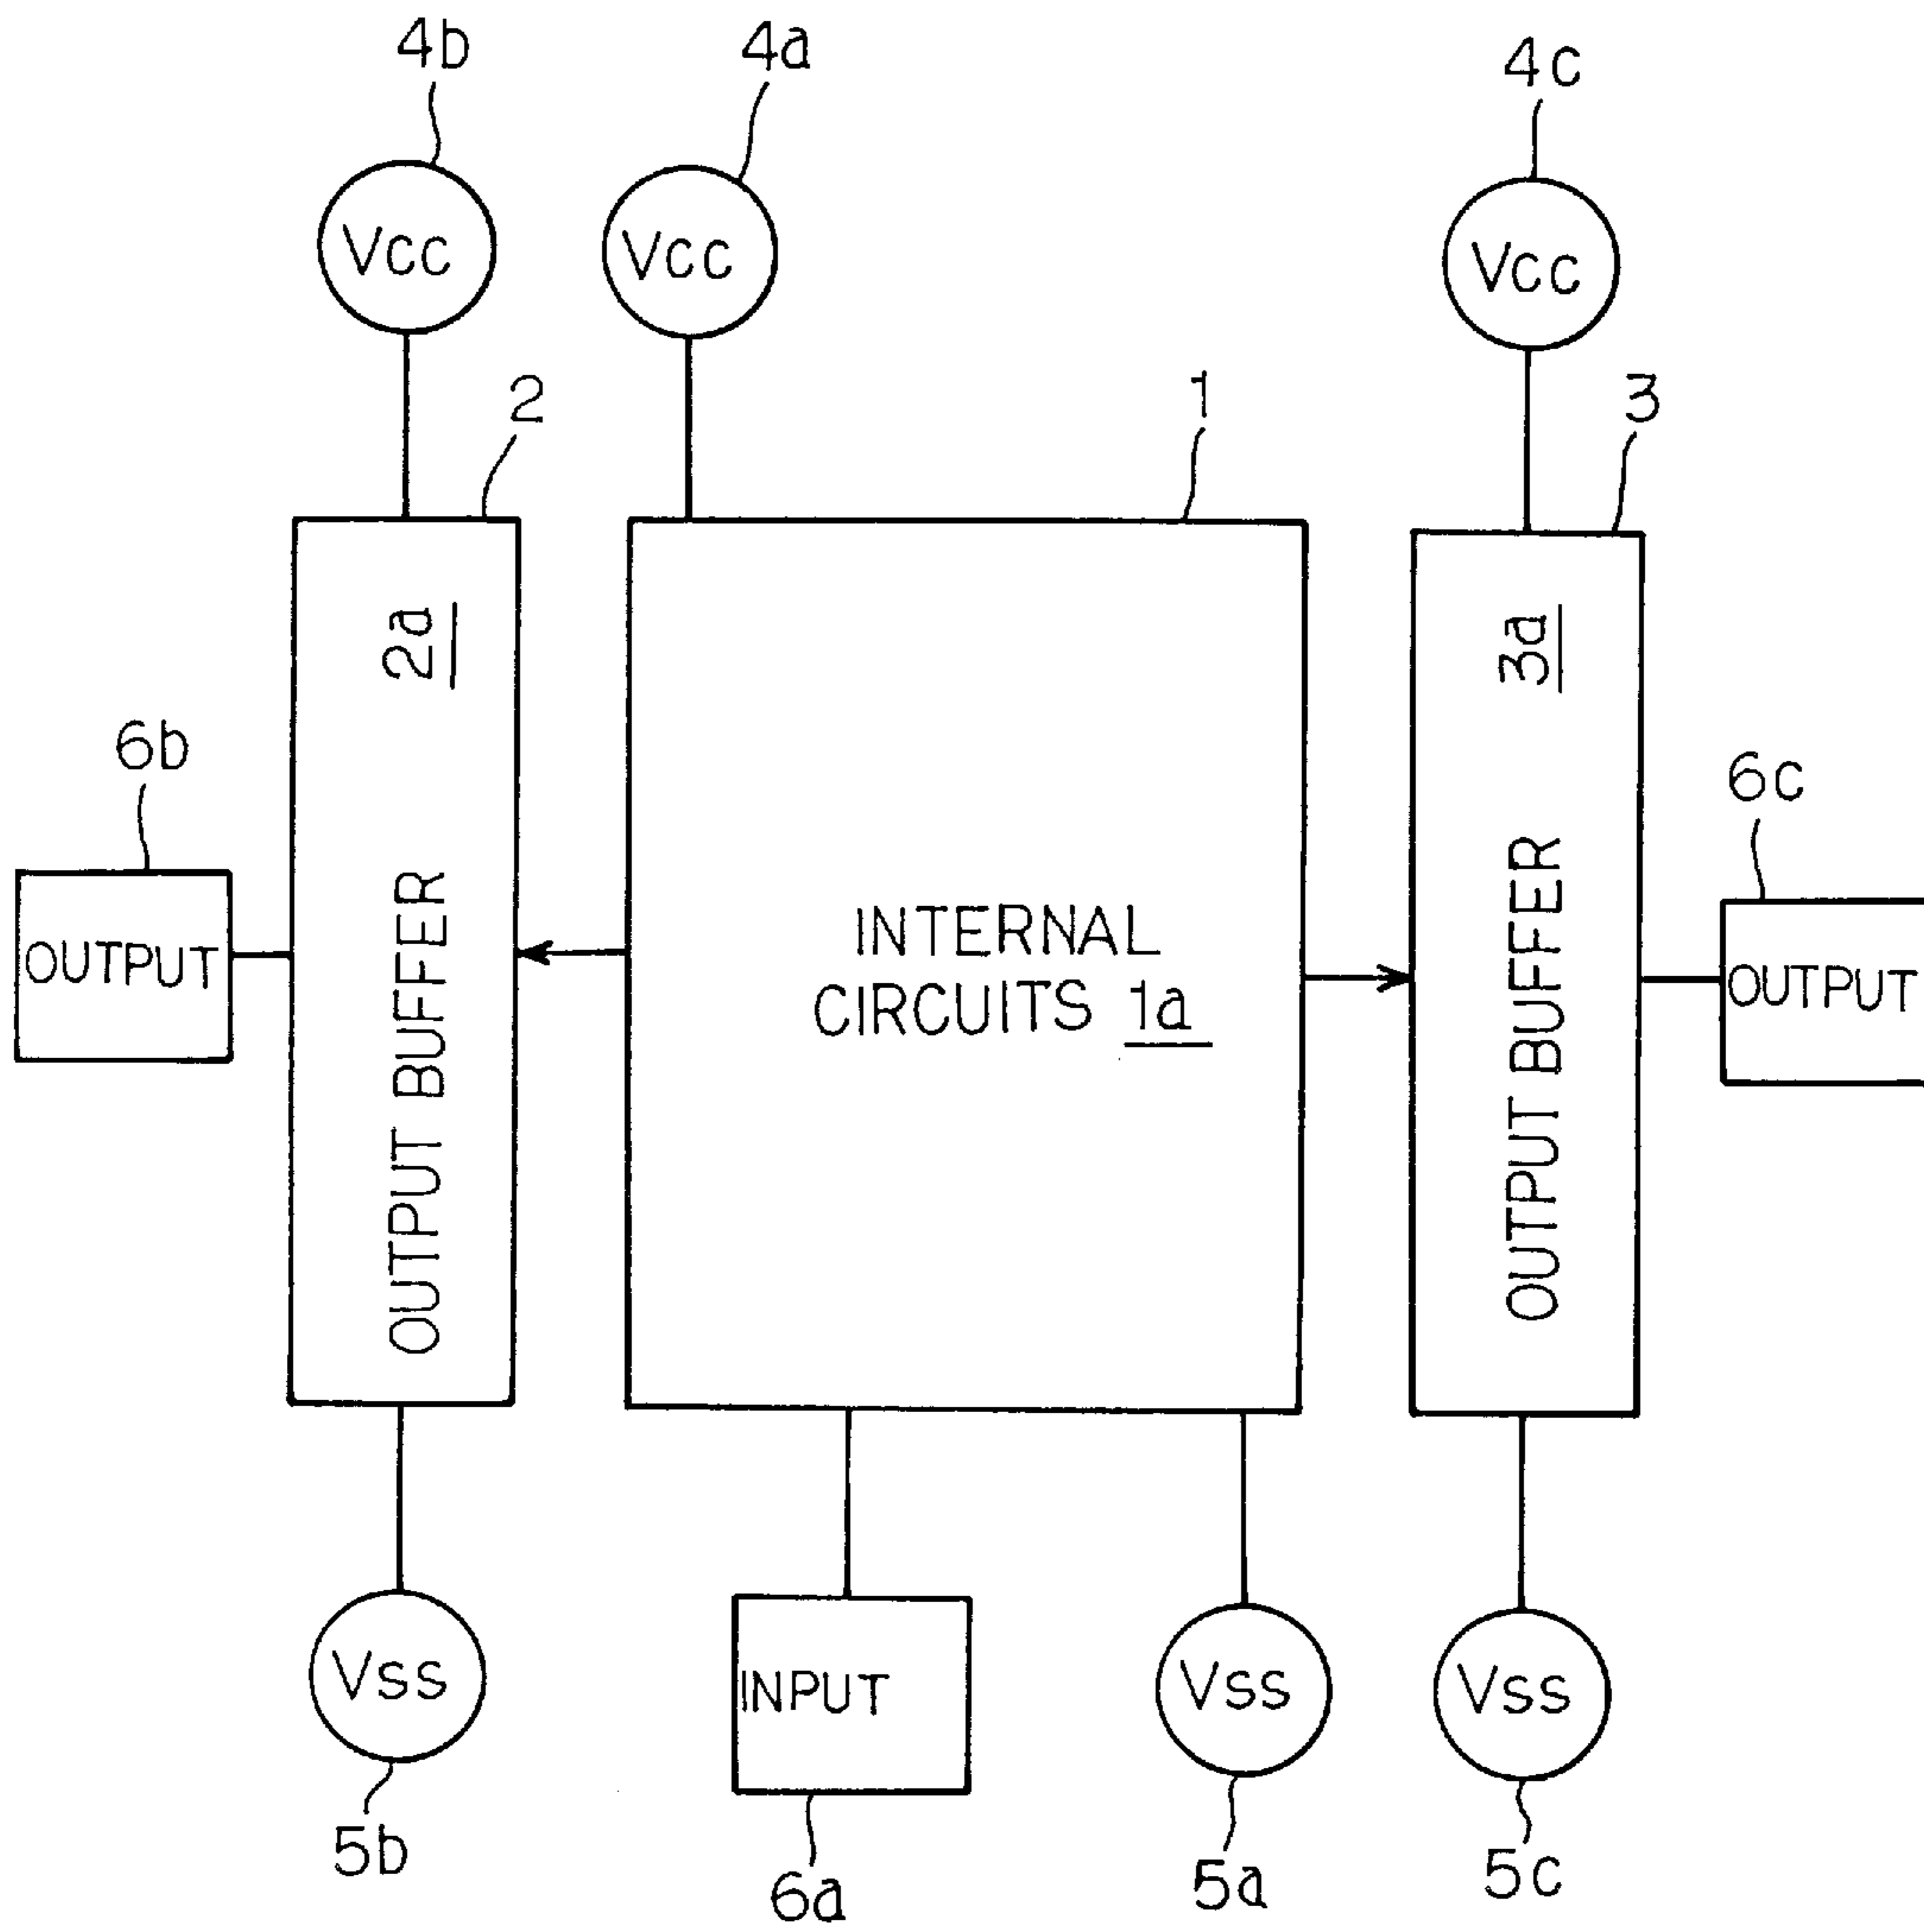 4b
4a
4c
Vcc
Vcc
Vcc
2
1
3
2a
3a
6b
6c
OUTPUT
OUTPUT BUFFER
INTERNAL
CIRCUITS 1a
OUTPUT BUFFER
OUTPUT
Vss
INPUT
Vss
Vss
5b
6a
5a
5c